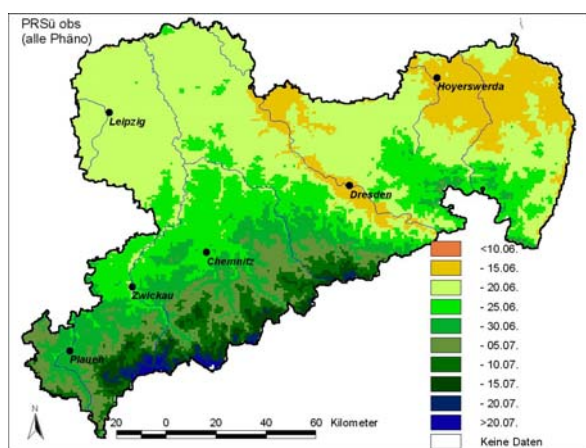 PRSü obs
(alle Phäno)
Hoyerswerda
Leipzig
Dresden
Chemnitz
Zwickau
Plauen
<10.06.
- 15.06.
- 20.06.
- 25.06.
- 30.06.
- 05.07.
- 10.07.
- 15.07.
- 20.07.
>20.07.
Keine Daten
N
20 0 20 40 60 Kilometer